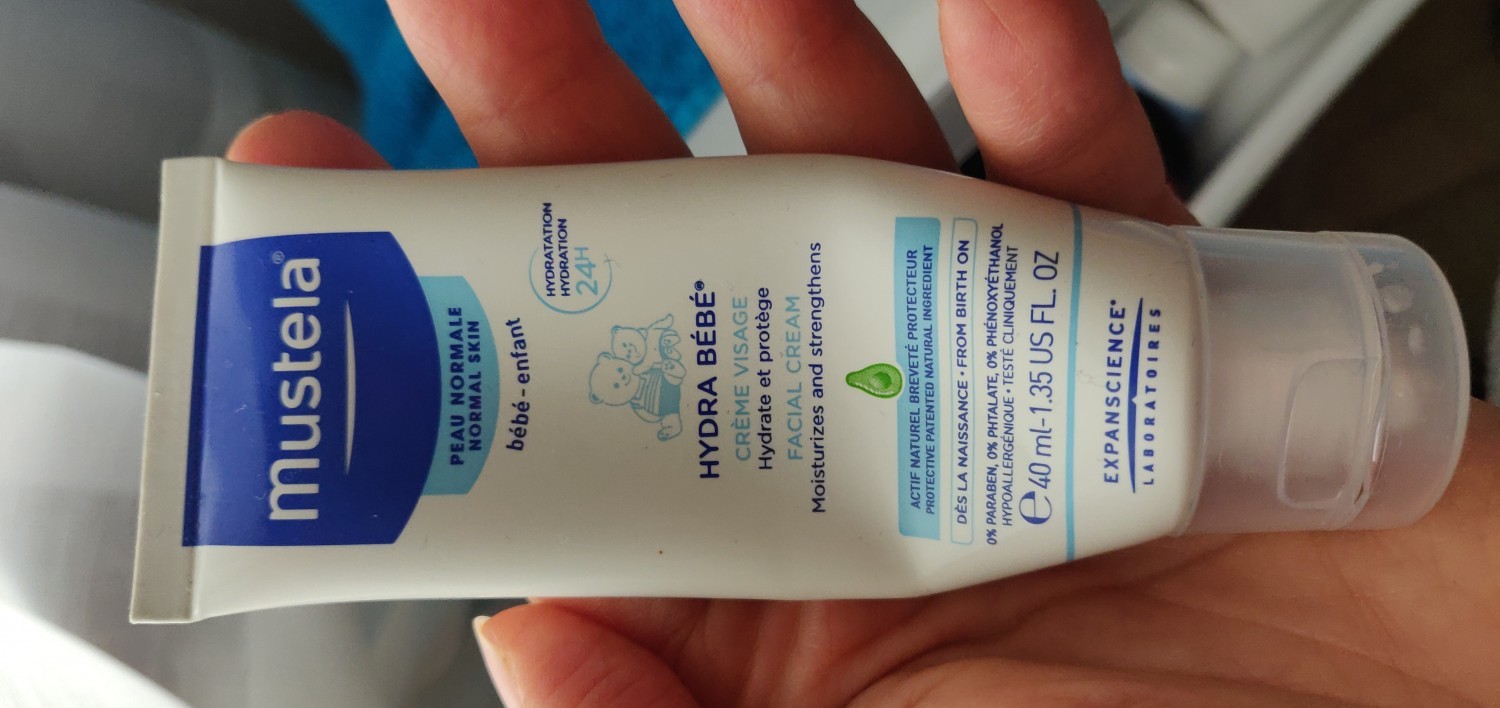 mustela®
PEAU NORMALE
NORMAL SKIN
bébé - enfant
HYDRATATION
HYDRATION
24H
HYDRA BÉBÉ®
CRÈME VISAGE
Hydrate et protège
FACIAL CREAM
Moisturizes and strengthens
ACTIF NATUREL BREVETÉ PROTECTEUR
PROTECTIVE PATENTED NATURAL INGREDIENT
DÈS LA NAISSANCE • FROM BIRTH ON
0% PARABEN, 0% PHTALATE, 0% PHÉNOXYÉTHANOL
HYPOALLERGÉNIQUE • TESTÉ CLINIQUEMENT
℮ 40 ml - 1.35 US FL. OZ
EXPANSCIENCE®
LABORATOIRES